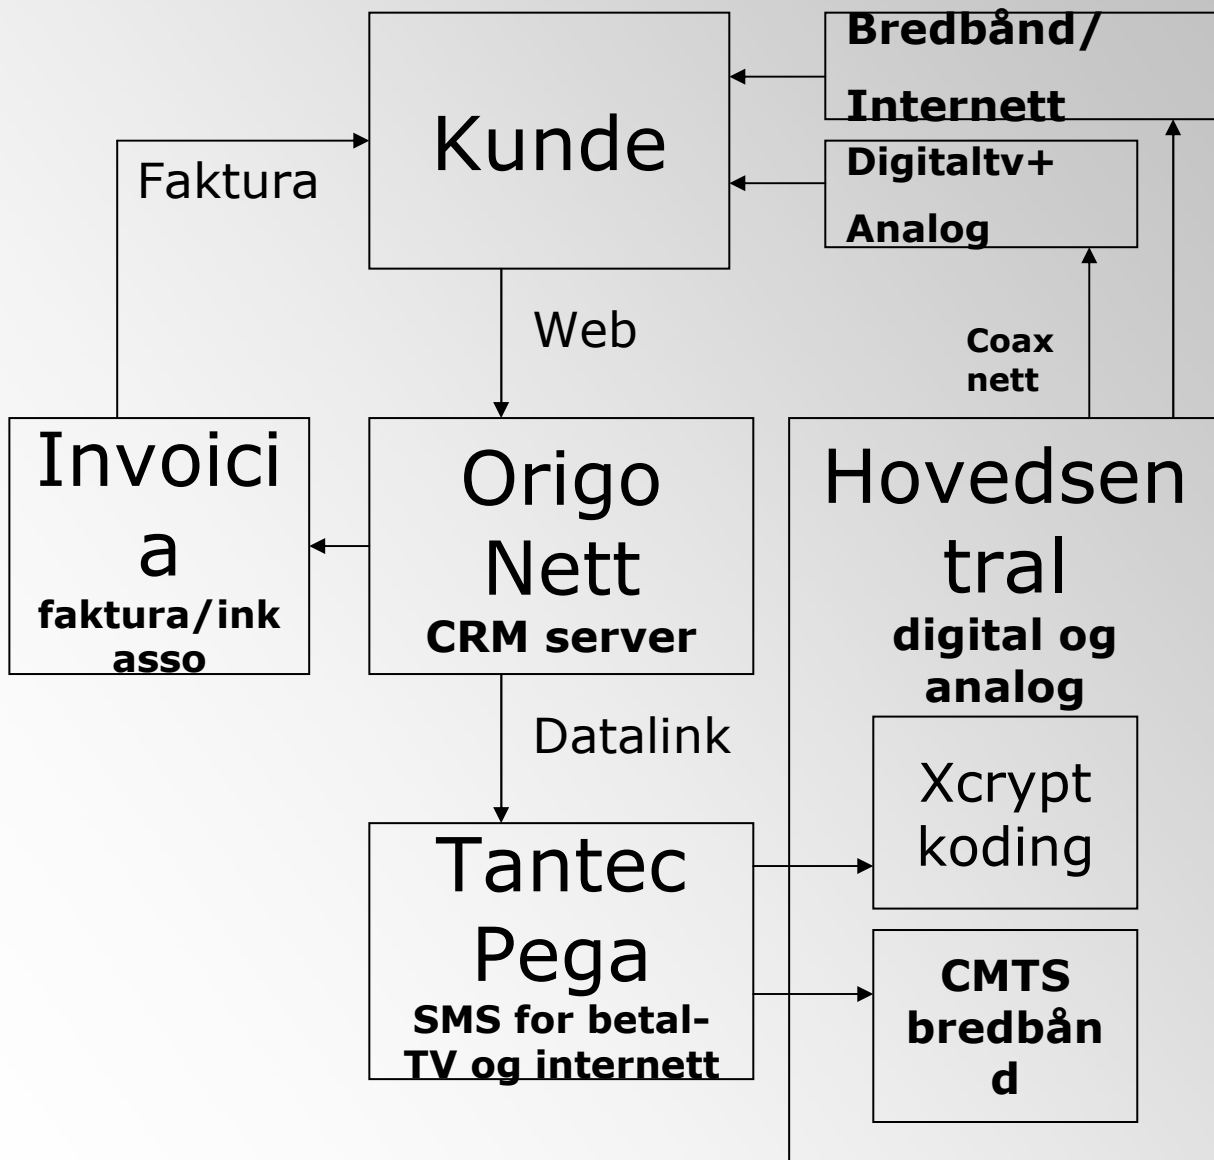 Kunde
Bredbånd/
Internett
Digitaltv+
Analog
Faktura
Web
Coax
nett
Invoici
a
faktura/ink
asso
Origo
Nett
CRM server
Hovedsen
tral
digital og
analog
Datalink
Xcrypt
koding
Tantec
Pega
SMS for betal-
TV og internett
CMTS
bredbån
d